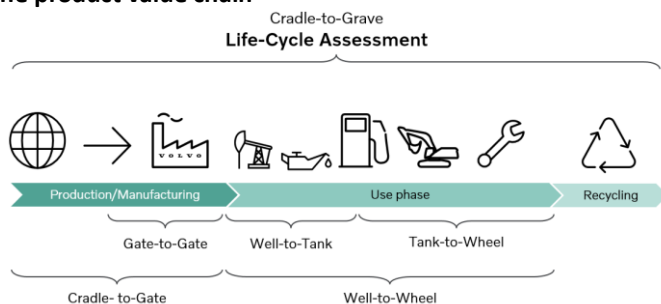 ne product value chain
Cradle-to-Grave
Life-Cycle Assessment
VOLVO
Production/Manufacturing
Use phase
Recycling
Gate-to-Gate
Well-to-Tank
Tank-to-Wheel
Cradle- to-Gate
Well-to-Wheel